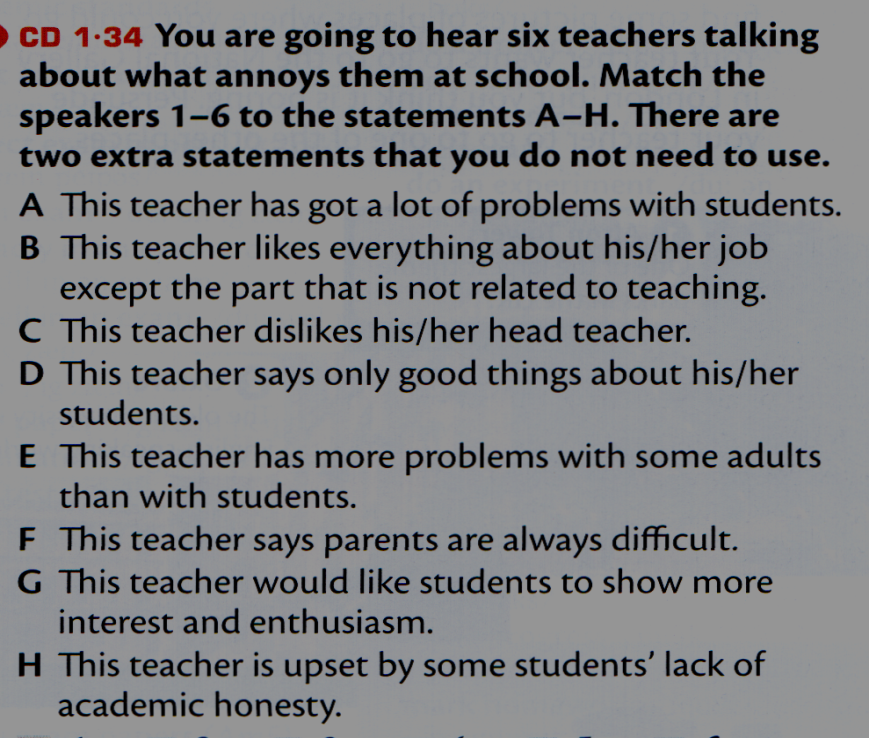 CD 1·34 You are going to hear six teachers talking
about what annoys them at school. Match the
speakers 1–6 to the statements A–H. There are
two extra statements that you do not need to use.
A This teacher has got a lot of problems with students.
B This teacher likes everything about his/her job
except the part that is not related to teaching.
C This teacher dislikes his/her head teacher.
D This teacher says only good things about his/her
students.
E This teacher has more problems with some adults
than with students.
F This teacher says parents are always difficult.
G This teacher would like students to show more
interest and enthusiasm.
H This teacher is upset by some students’ lack of
academic honesty.